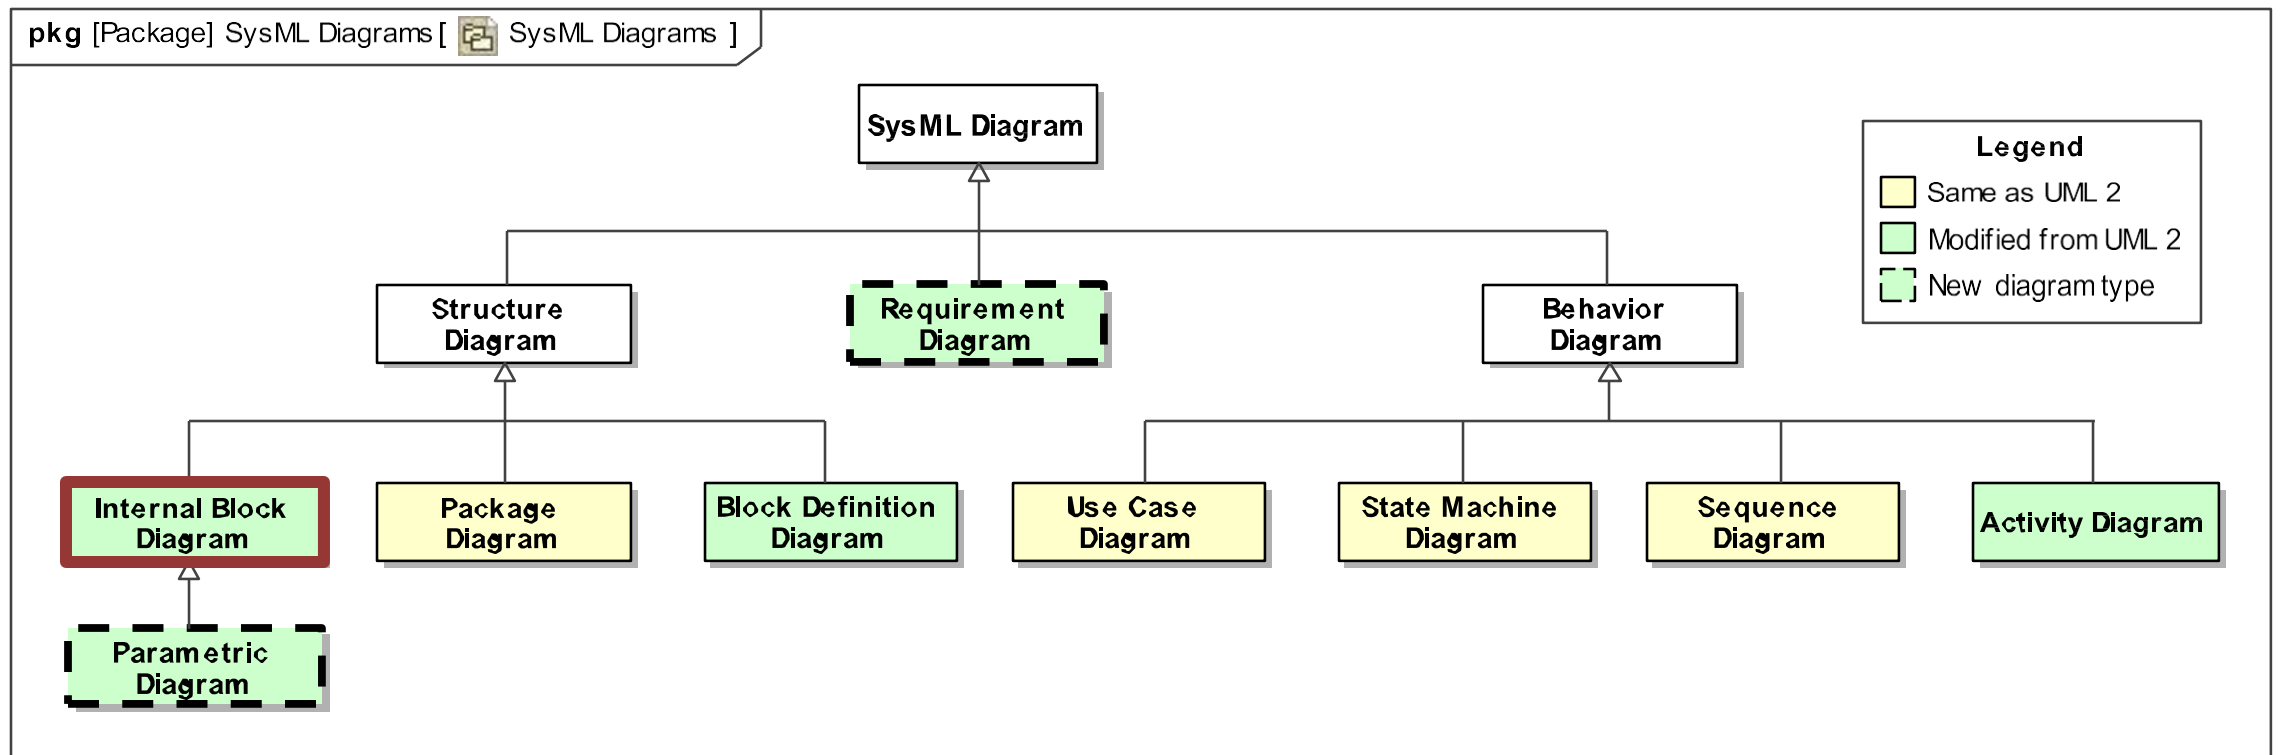 pkg [Package] SysML Diagrams [ SysML Diagrams ]
SysML Diagram
Legend
Same as UML 2
Modified from UML 2
New diagram type
Structure
Diagram
Requirement
Diagram
Behavior
Diagram
Internal Block
Diagram
Package
Diagram
Block Definition
Diagram
Use Case
Diagram
State Machine
Diagram
Sequence
Diagram
Activity Diagram
Parametric
Diagram